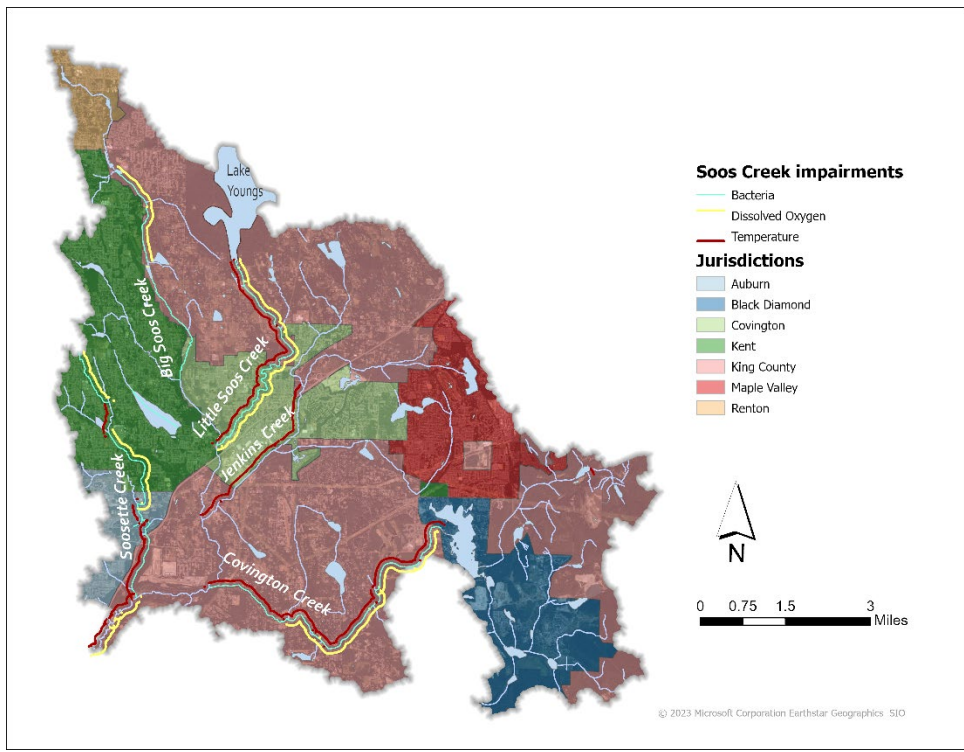 Lake
Youngs
Big Soos Creek
Little Soos Creek
Jenkins Creek
Soosette Creek
Covington Creek
Soos Creek impairments
Bacteria
Dissolved Oxygen
Temperature
Jurisdictions
Auburn
Black Diamond
Covington
Kent
King County
Maple Valley
Renton
N
0 0.75 1.5 3
Miles
© 2023 Microsoft Corporation Earthstar Geographics SIO